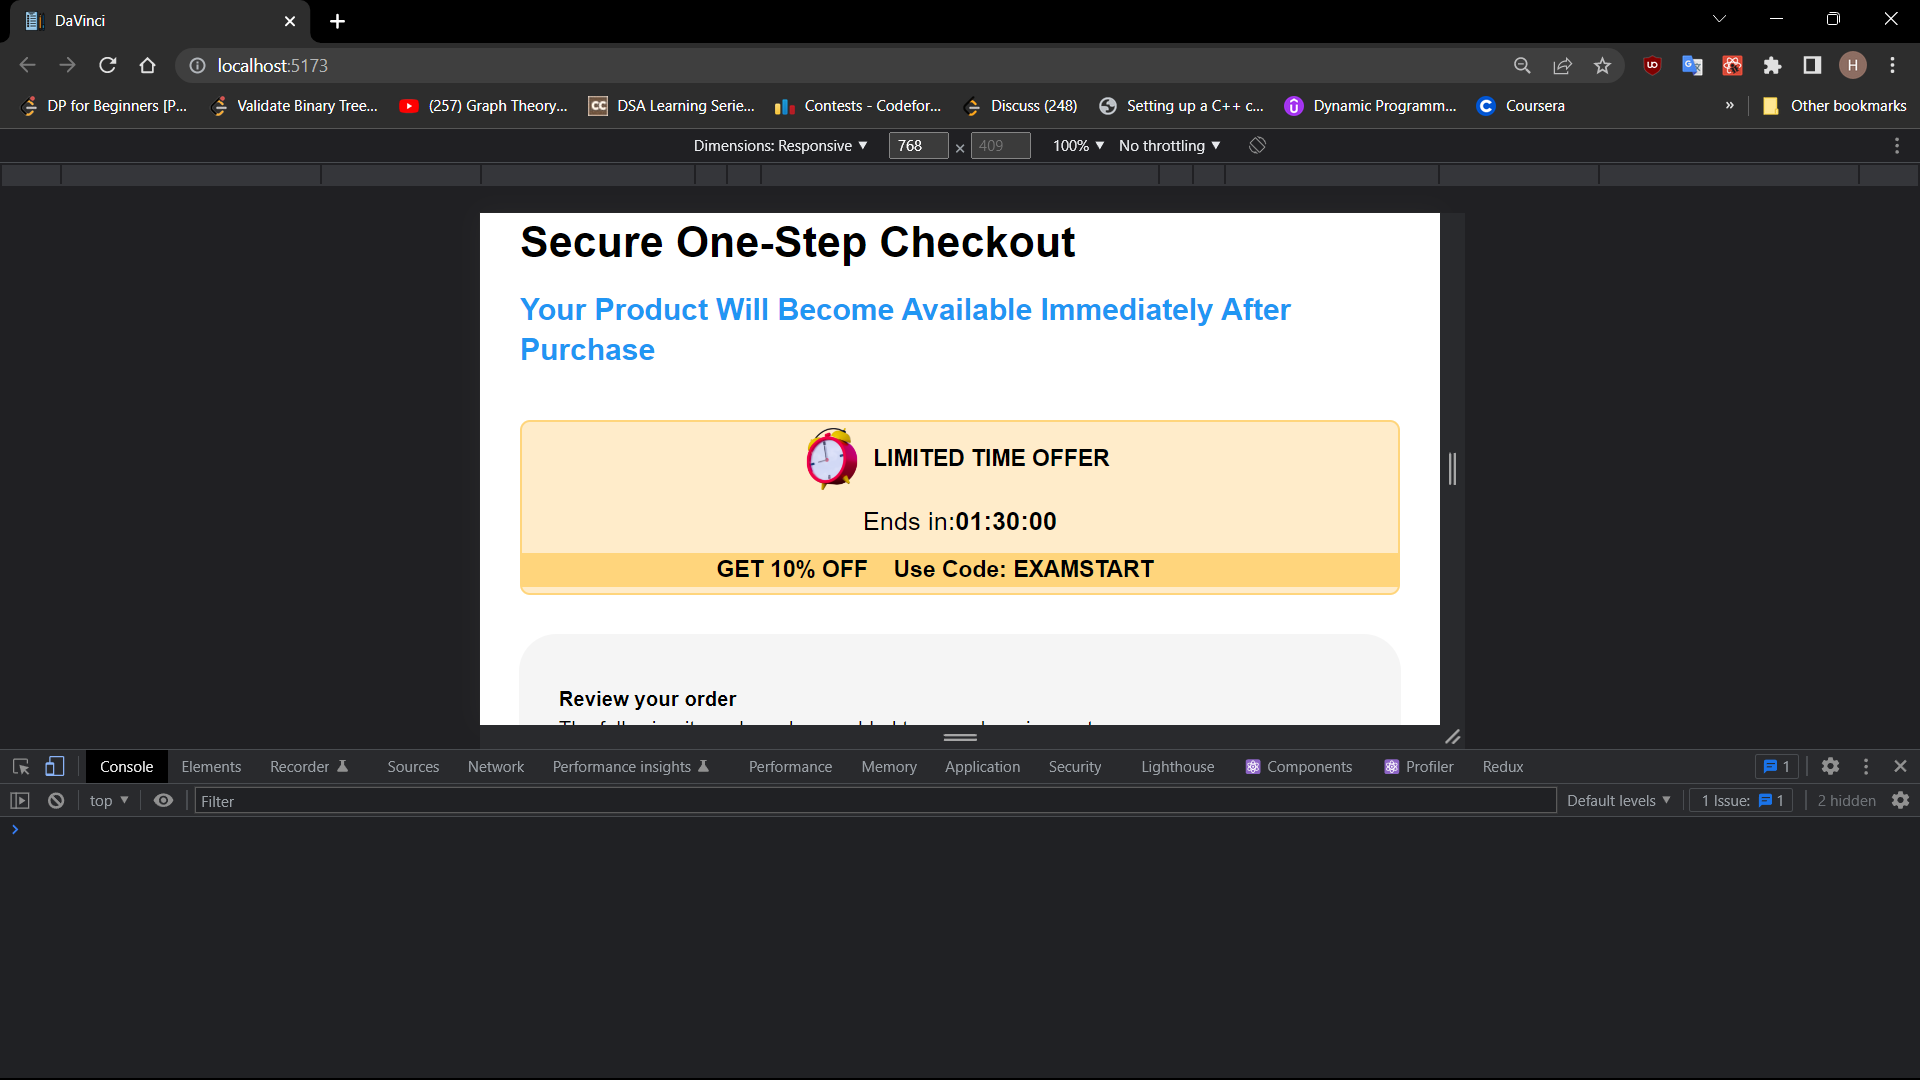 DaVinci
localhost:5173
H
DP for Beginners [P... Validate Binary Tree... (257) Graph Theory... CC DSA Learning Serie... Contests - Codefor... Discuss (248) Setting up a C++ c... Dynamic Programm... Coursera » Other bookmarks
Dimensions: Responsive 768 × 409 100% No throttling
Secure One-Step Checkout
Your Product Will Become Available Immediately After
Purchase
LIMITED TIME OFFER
Ends in:01:30:00
GET 10% OFF Use Code: EXAMSTART
Review your order
Console Elements Recorder Sources Network Performance insights Performance Memory Application Security Lighthouse Components Profiler Redux 1
top Filter Default levels 1 Issue: 1 2 hidden